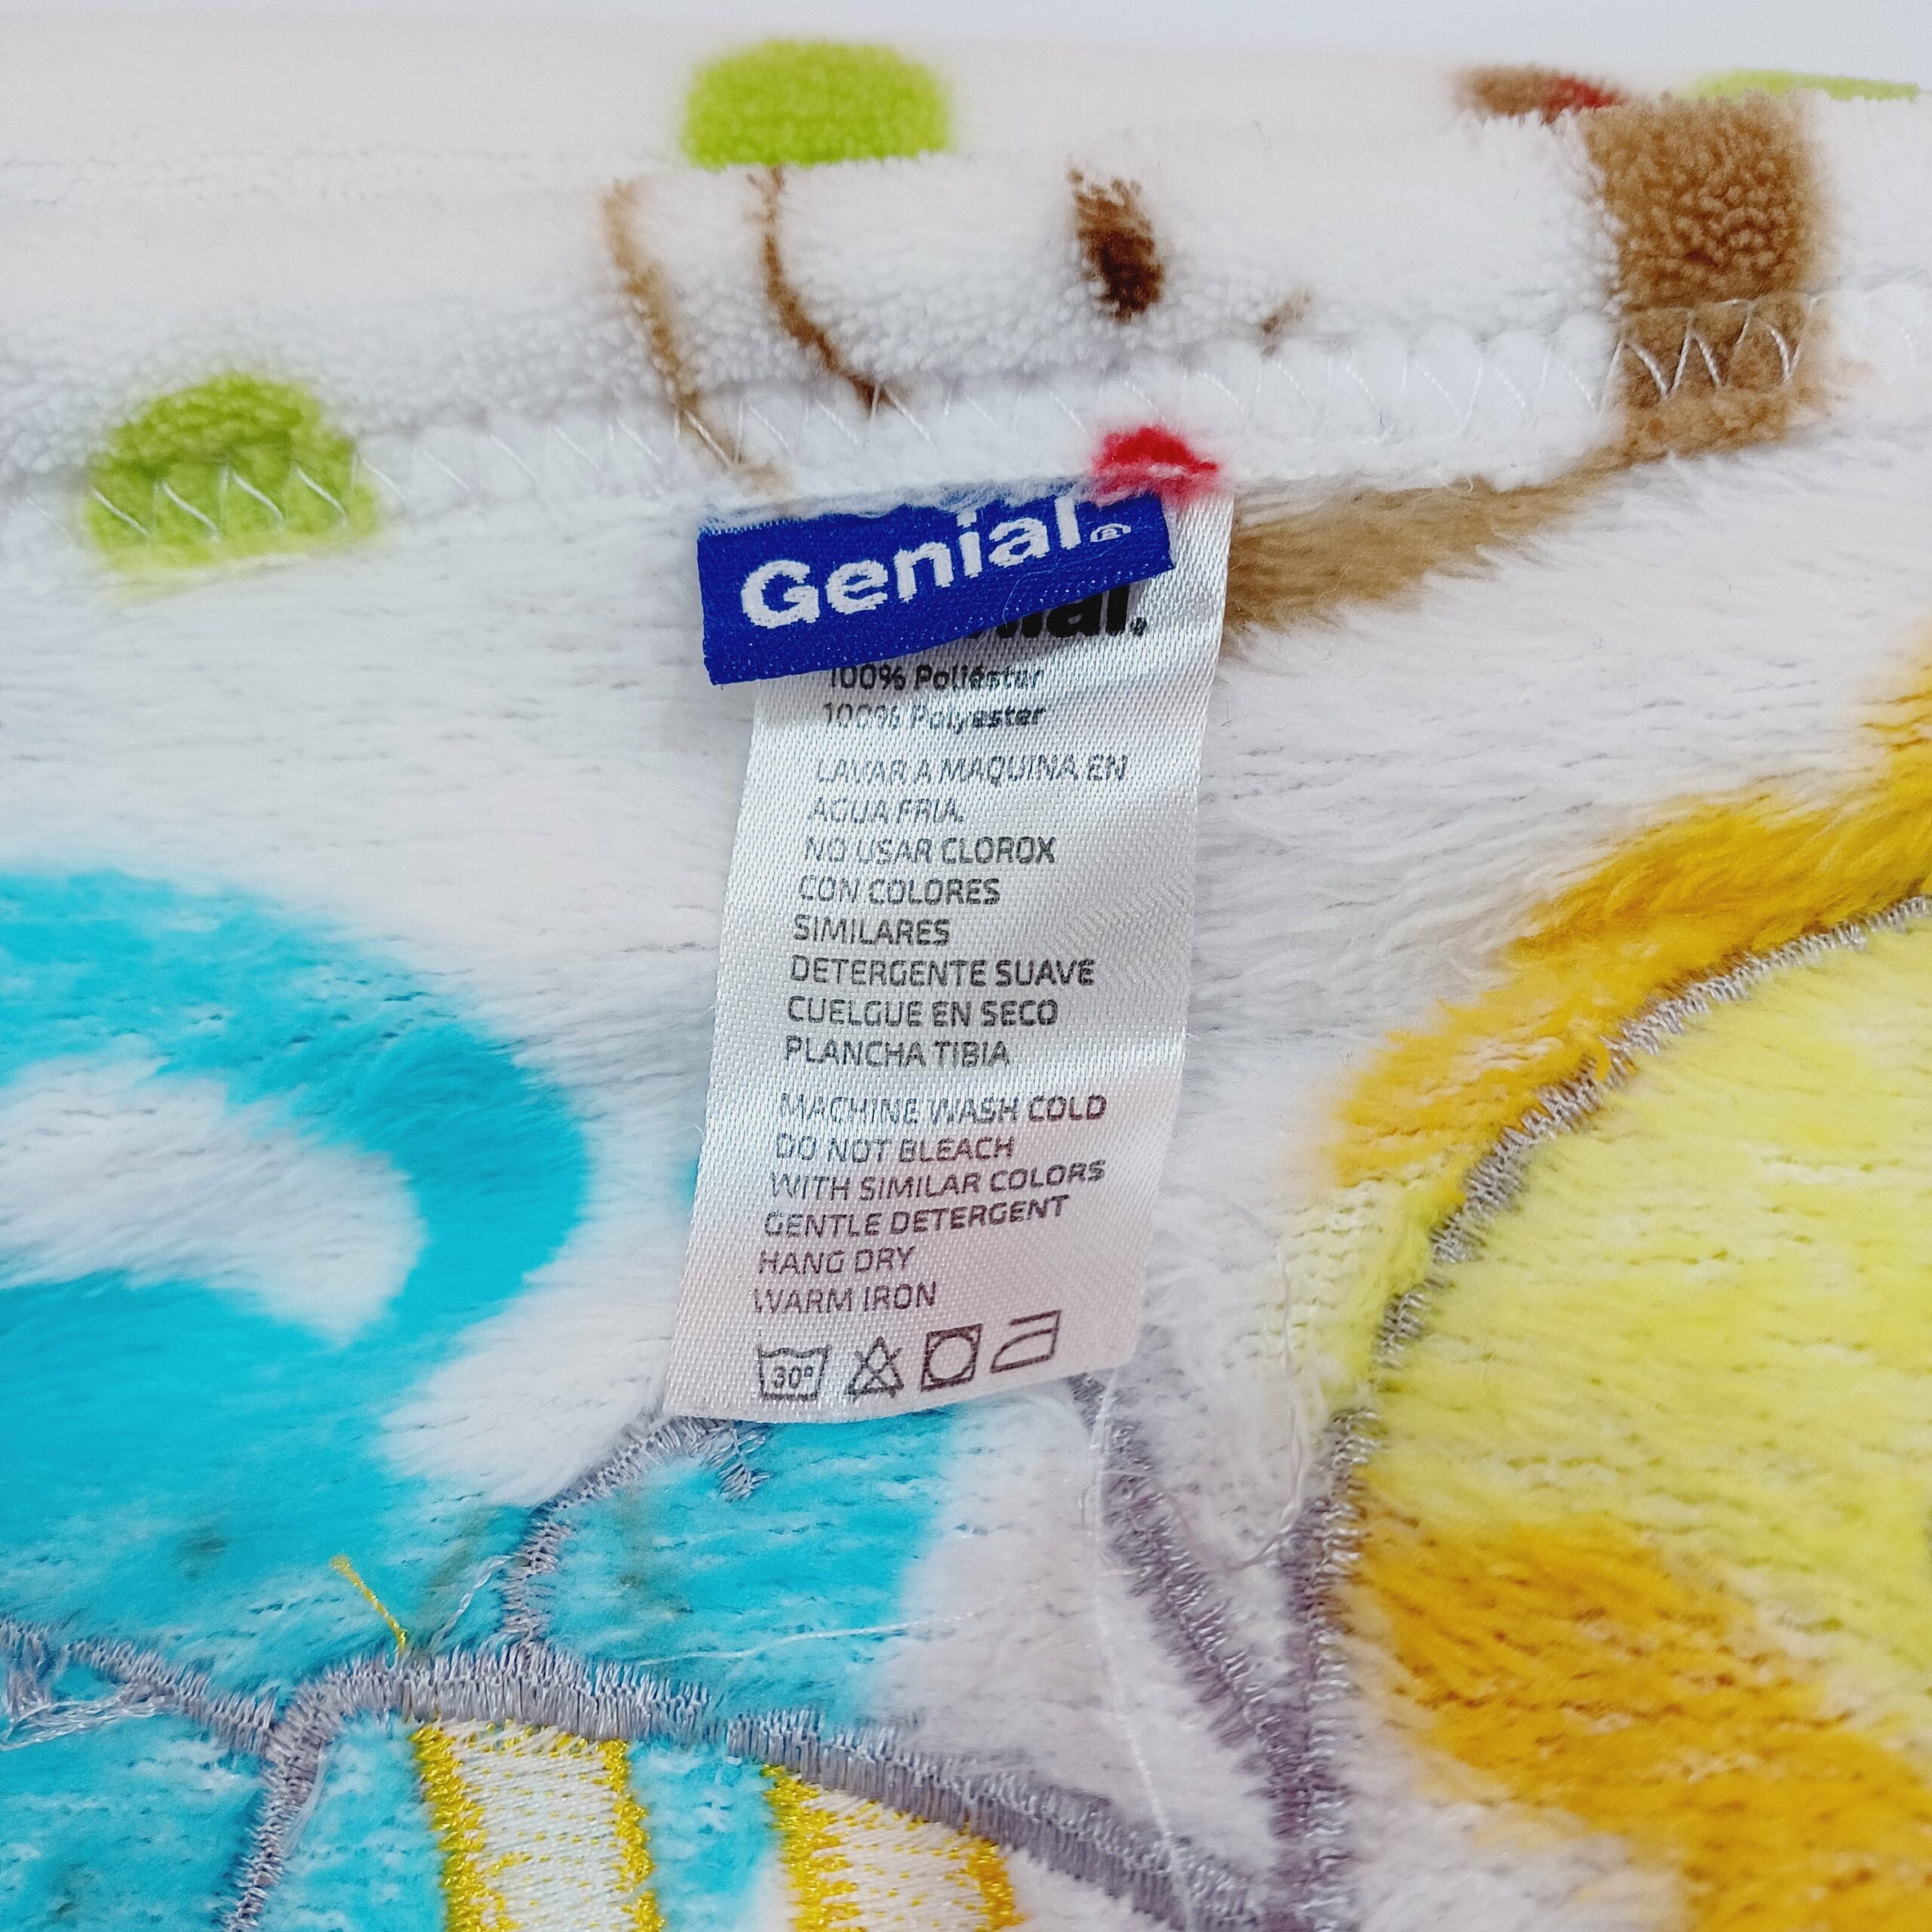 Genial®
100% Poliéster
100% Polyester
LAVAR A MAQUINA EN
AGUA FRIA.
NO USAR CLOROX
CON COLORES
SIMILARES
DETERGENTE SUAVE
CUELGUE EN SECO
PLANCHA TIBIA
MACHINE WASH COLD
DO NOT BLEACH
WITH SIMILAR COLORS
GENTLE DETERGENT
HANG DRY
WARM IRON
30°